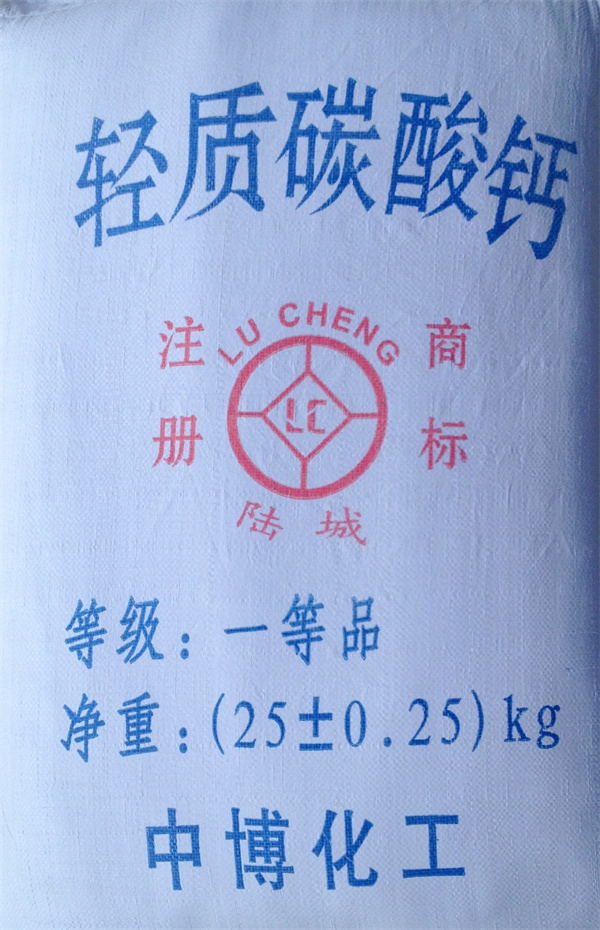 轻质碳酸钙
LU CHENG
注册
商标
LC
陆城
等级：一等品
净重：(25±0.25)kg
中博化工